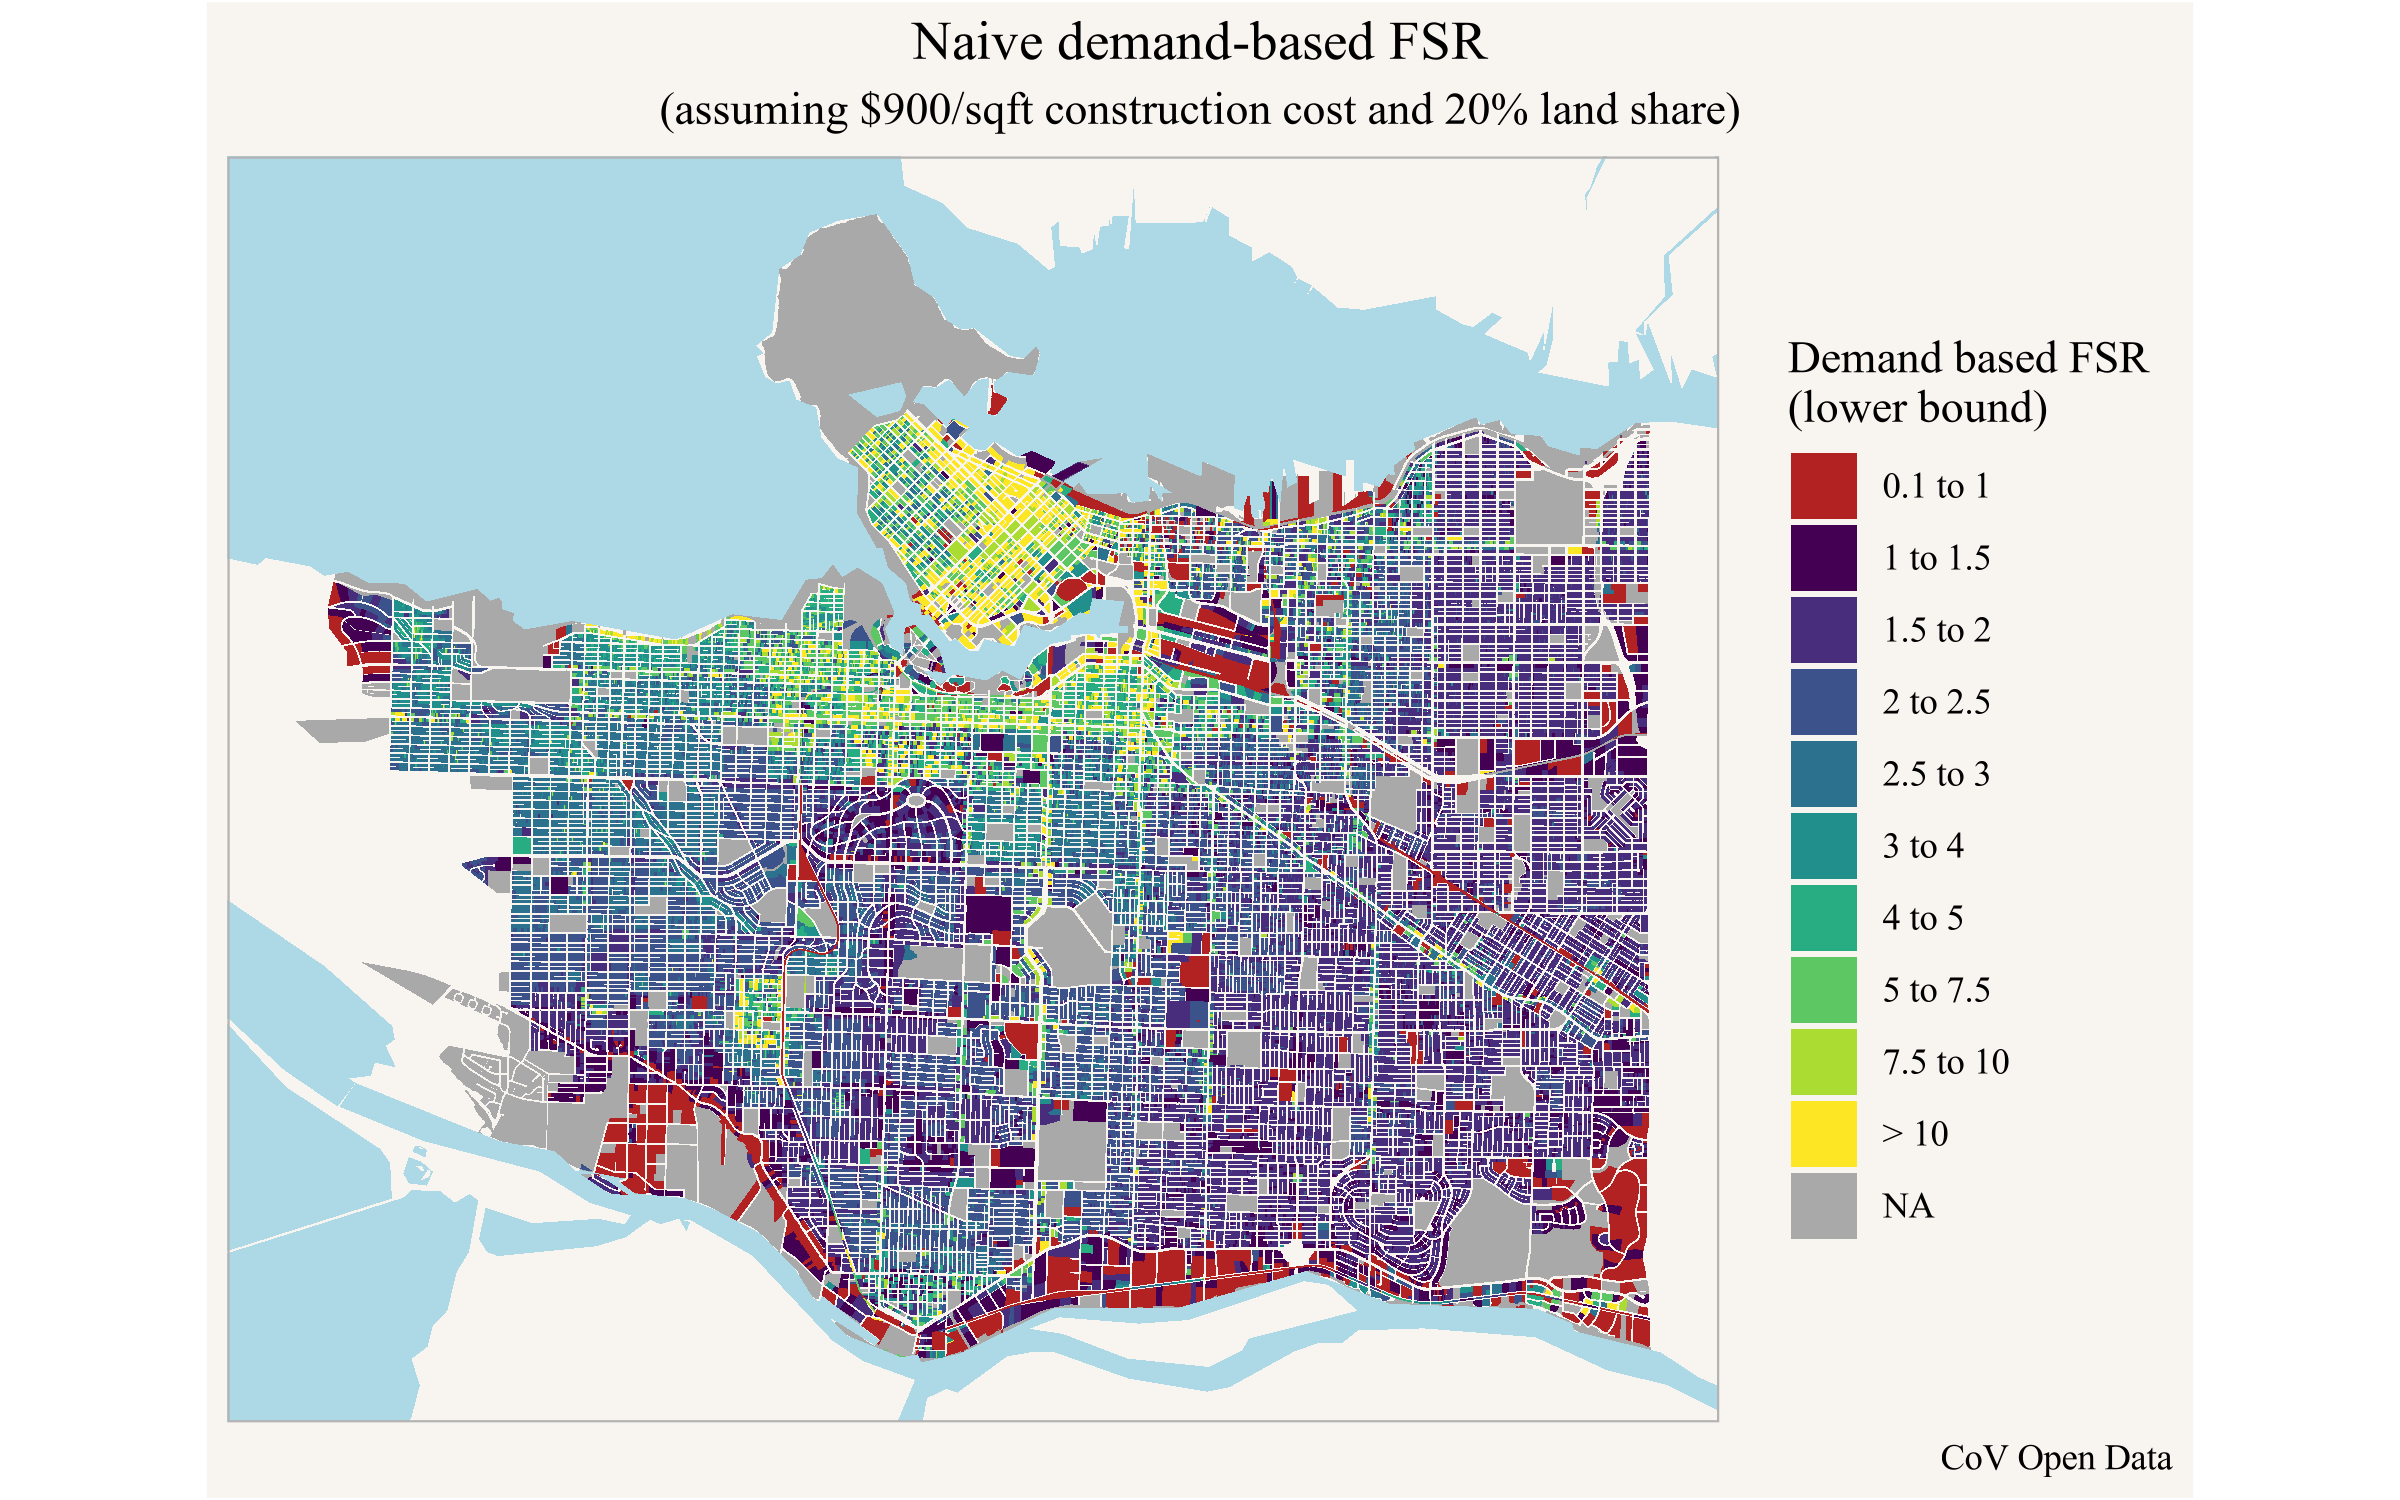 Naive demand-based FSR
(assuming $900/sqft construction cost and 20% land share)
Demand based FSR
(lower bound)
0.1 to 1
1 to 1.5
1.5 to 2
2 to 2.5
2.5 to 3
3 to 4
4 to 5
5 to 7.5
7.5 to 10
> 10
NA
CoV Open Data